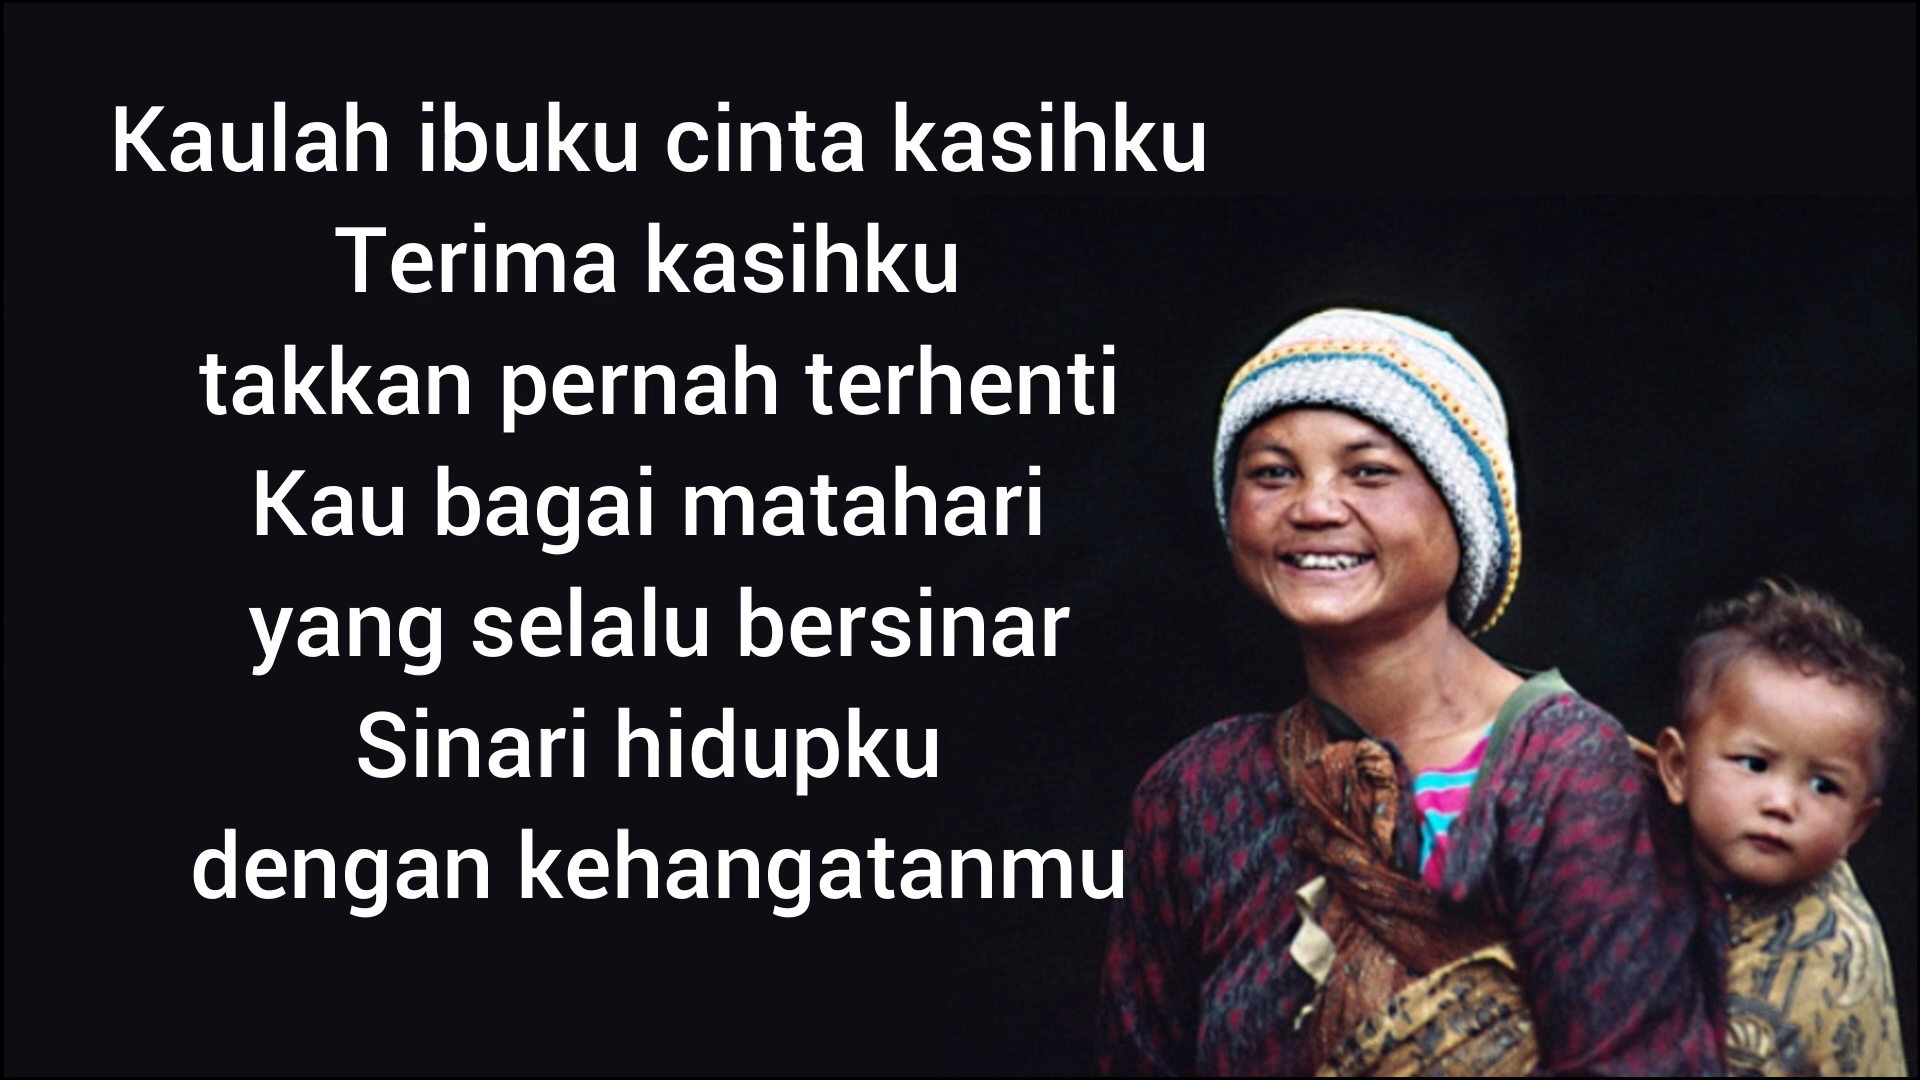 Kaulah ibuku cinta kasihku
Terima kasihku
takkan pernah terhenti
Kau bagai matahari
yang selalu bersinar
Sinari hidupku
dengan kehangatanmu